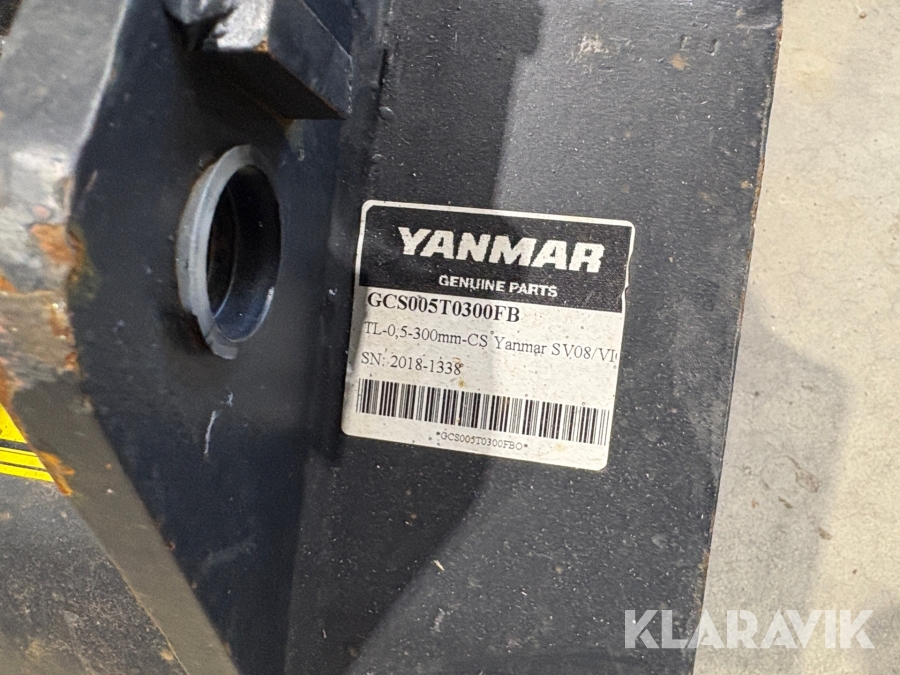 YANMAR
GENUINE PARTS
GCS005T0300FB
TL-0,5-300mm-CS Yanmar SV08/VI
SN: 2018-1338
*GCS005T0300FBO*
KLARAVIK